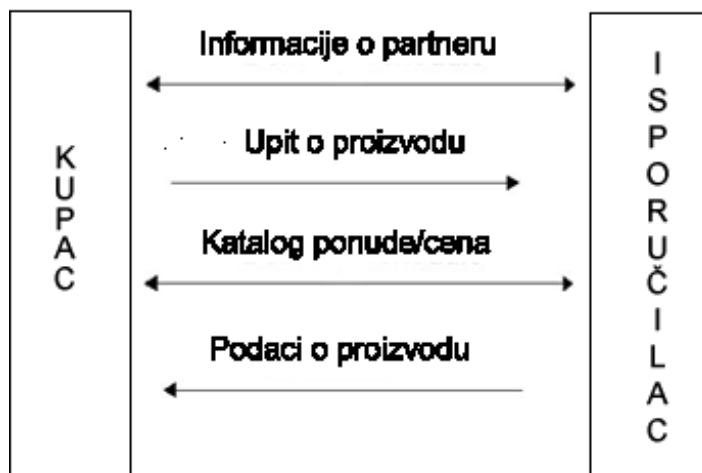 KUPAC
Informacije o partneru
Upit o proizvodu
Katalog ponude/cena
Podaci o proizvodu
ISPORUČILAC